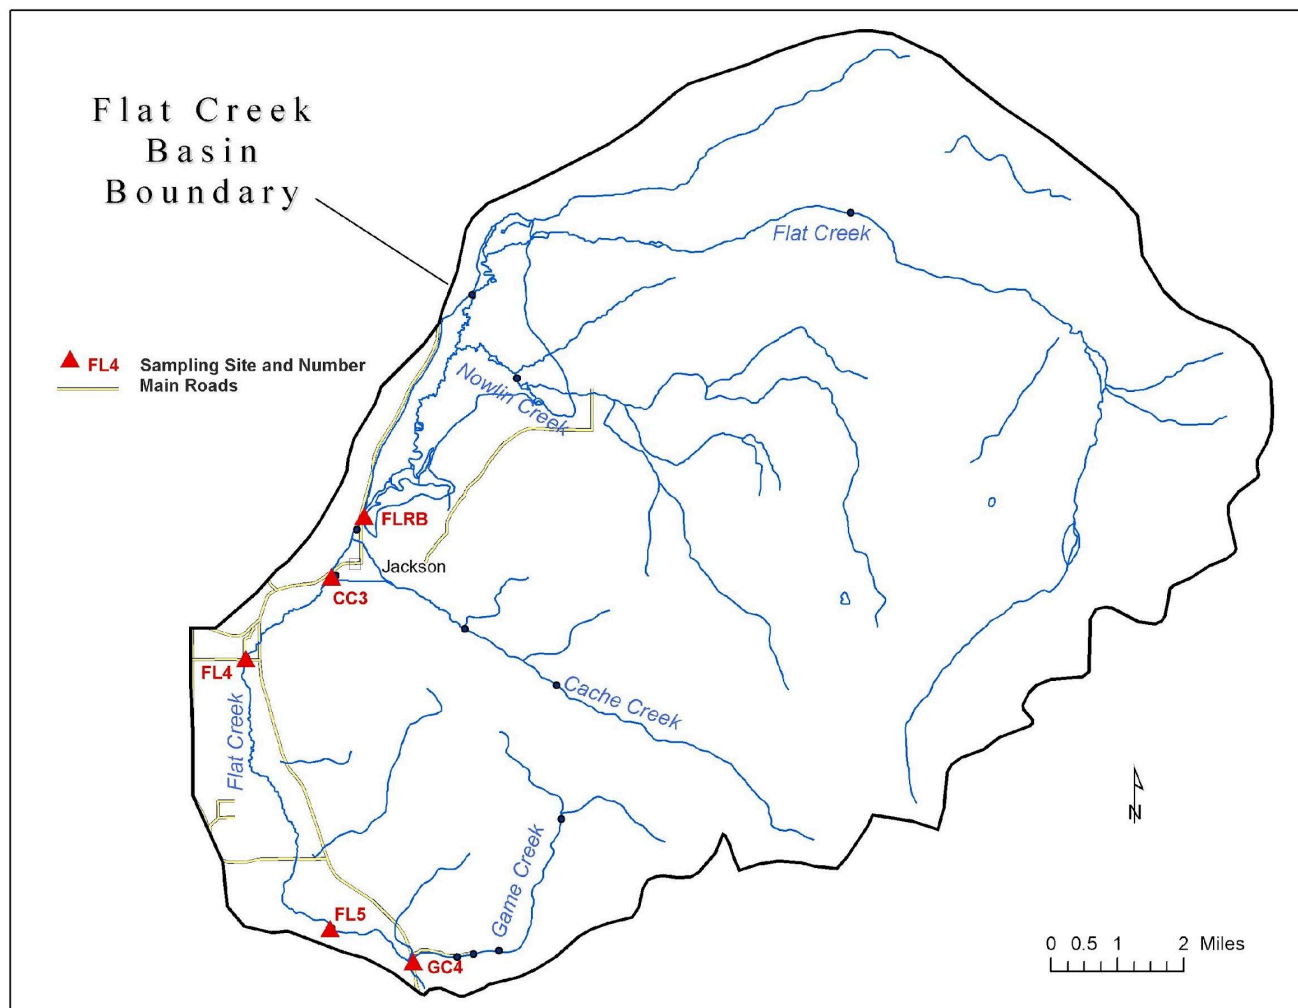 Flat Creek
Basin
Boundary
Flat Creek
FL4 Sampling Site and Number
Main Roads
Nowlin Creek
FLRB
Jackson
CC3
FL4
Cache Creek
Flat Creek
N
Game Creek
FL5
GC4
0 0.5 1 2 Miles